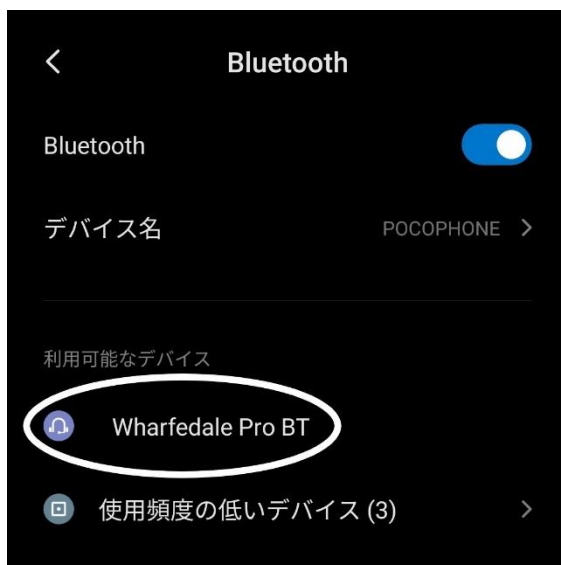 Bluetooth
Bluetooth
デバイス名
POCOPHONE
利用可能なデバイス
Wharfedale Pro BT
使用頻度の低いデバイス (3)